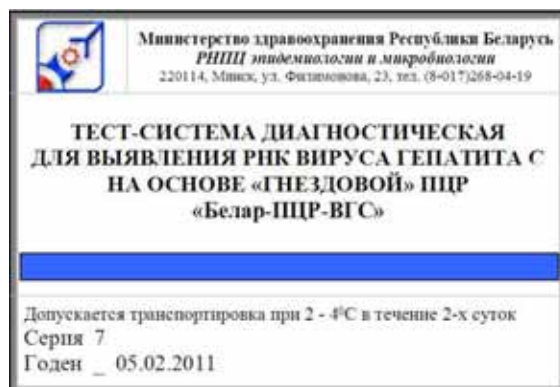 Министерство здравоохранения Республики Беларусь
РНПЦ эпидемиологии и микробиологии
220114, Минск, ул. Филимонова, 23, тел. (8-017)268-04-19
ТЕСТ-СИСТЕМА ДИАГНОСТИЧЕСКАЯ
ДЛЯ ВЫЯВЛЕНИЯ РНК ВИРУСА ГЕПАТИТА С
НА ОСНОВЕ «ГНЕЗДОВОЙ» ПЦР
«Белар-ПЦР-ВГС»
Допускается транспортировка при 2 - 4⁰С в течение 2-х суток
Серия 7
Годен _ 05.02.2011